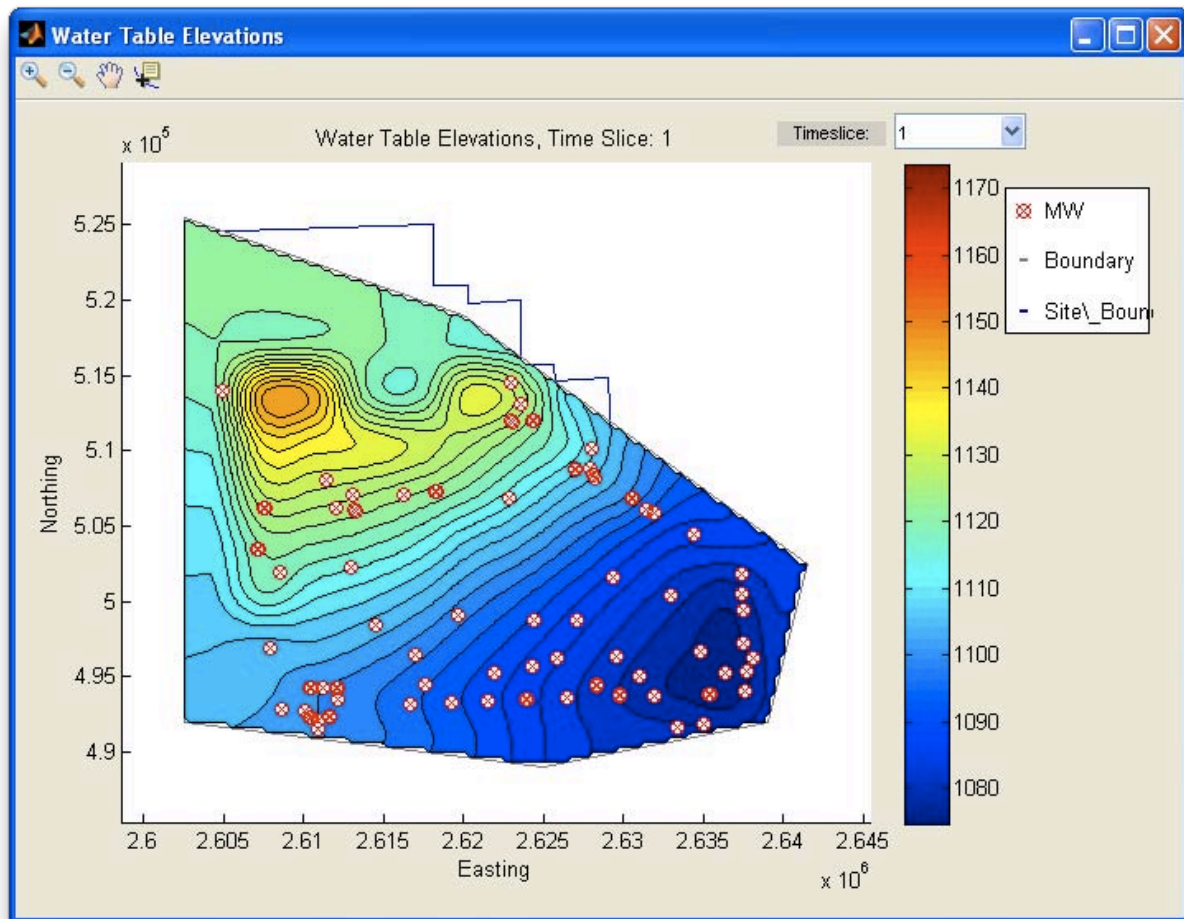 Water Table Elevations
Water Table Elevations, Time Slice: 1
Timeslice:
1
x 10^5
5.25
5.2
5.15
5.1
5.05
5
4.95
4.9
Northing
2.6
2.605
2.61
2.615
2.62
2.625
2.63
2.635
2.64
2.645
Easting
x 10^6
1170
1160
1150
1140
1130
1120
1110
1100
1090
1080
MW
Boundary
Site\_Boun